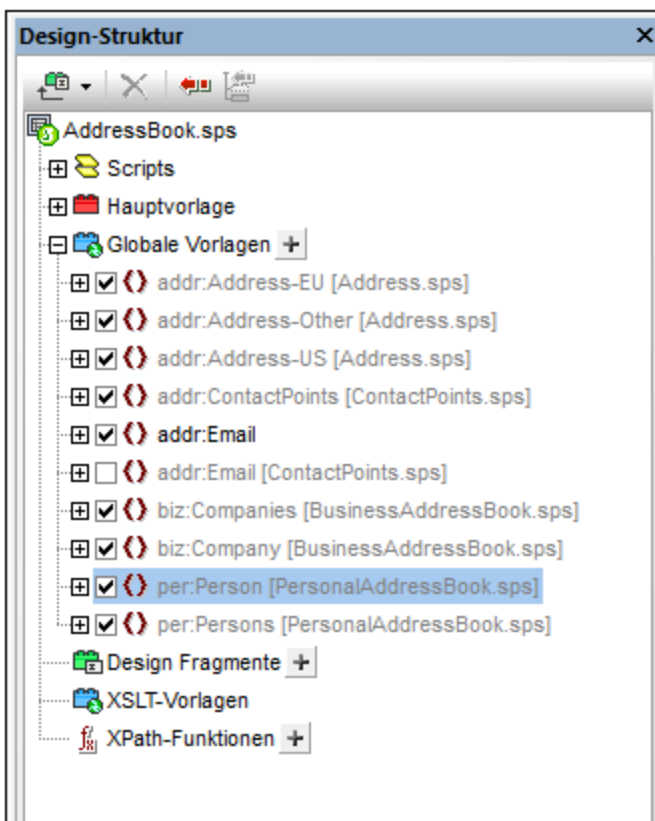 Design-Struktur
AddressBook.sps
Scripts
Hauptvorlage
Globale Vorlagen
addr:Address-EU [Address.sps]
addr:Address-Other [Address.sps]
addr:Address-US [Address.sps]
addr:ContactPoints [ContactPoints.sps]
addr:Email
addr:Email [ContactPoints.sps]
biz:Companies [BusinessAddressBook.sps]
biz:Company [BusinessAddressBook.sps]
per:Person [PersonalAddressBook.sps]
per:Persons [PersonalAddressBook.sps]
Design Fragmente
XSLT-Vorlagen
XPath-Funktionen